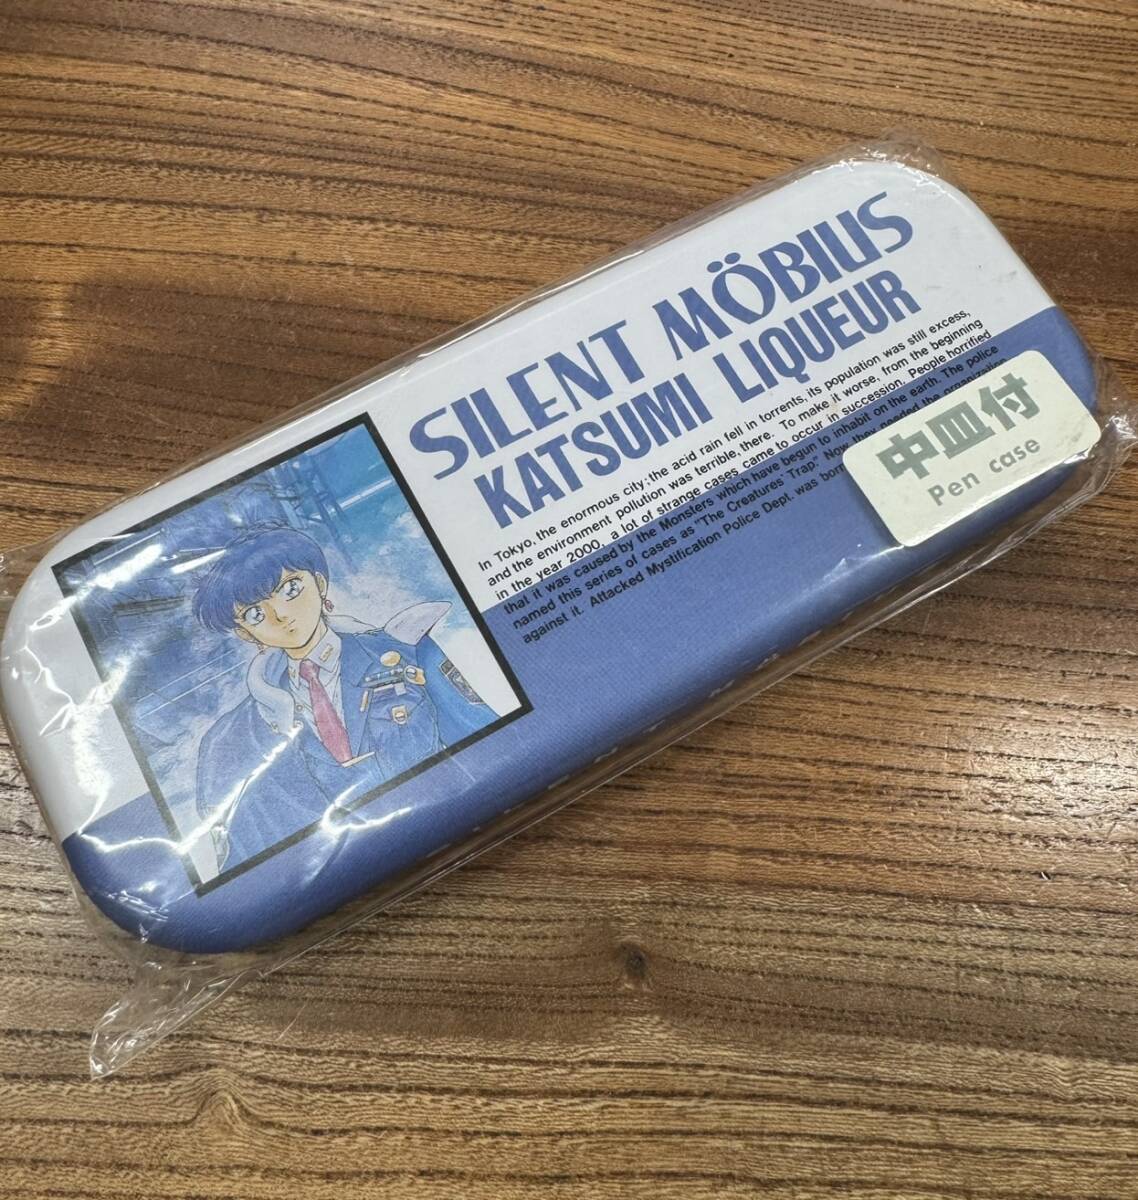 SILENT MÖBIUS
KATSUMI LIQUEUR
In Tokyo, the enormous city; the acid rain fell in torrents, its population was still excess,
and the environment pollution was terrible, there. To make it worse, from the beginning
in the year 2000, a lot of strange cases came to occur in succession. People horrified
that it was caused by the Monsters which have begun to inhabit on the earth. The police
named this series of cases as "The Creatures' Trap." Now they needed the organization
against it. Attacked Mystification Police Dept. was born
中皿付
Pen case